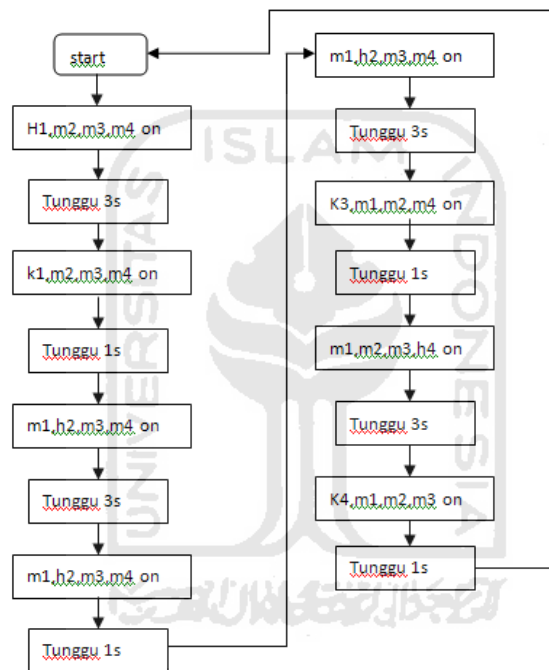 start
H1,m2,m3,m4 on
Tunggu 3s
k1,m2,m3,m4 on
Tunggu 1s
m1,h2,m3,m4 on
Tunggu 3s
m1,h2,m3,m4 on
Tunggu 1s
m1,h2,m3,m4 on
Tunggu 3s
K3,m1,m2,m4 on
Tunggu 1s
m1,m2,m3,h4 on
Tunggu 3s
K4,m1,m2,m3 on
Tunggu 1s
UNIVERSITAS
ISLAM
INDONESIA